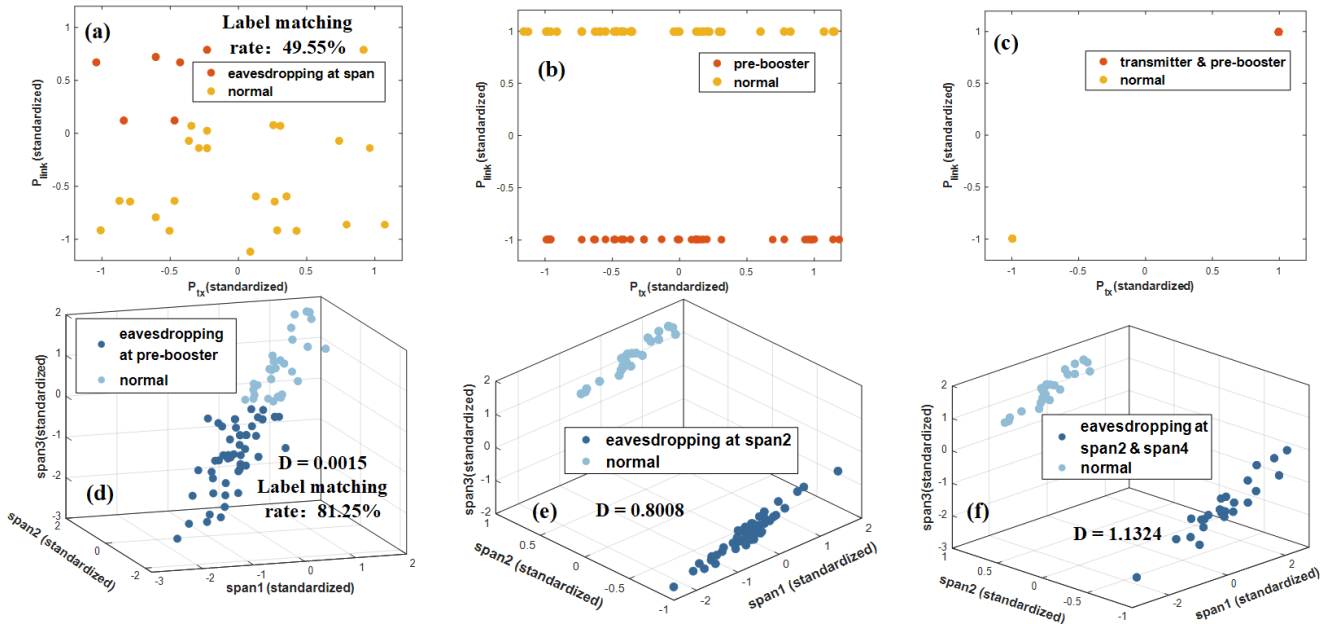 (a)
Label matching
rate：49.55%
eavesdropping at span
normal
1
0.5
0
-0.5
-1
P_link(standardized)
-1
-0.5
0
0.5
1
P_tx (standardized)
(b)
pre-booster
normal
1
0.5
0
-0.5
-1
P_link(standardized)
-1
-0.5
0
0.5
1
P_tx (standardized)
(c)
transmitter & pre-booster
normal
1
0.5
0
-0.5
-1
P_link(standardized)
-1
-0.5
0
0.5
1
P_tx (standardized)
eavesdropping
at pre-booster
normal
2
1
0
-1
-2
-3
span3(standardized)
(d)
D = 0.0015
Label matching
rate：81.25%
2
0
-2
span2 (standardized)
-3
-2
-1
0
1
2
span1 (standardized)
2
1
0
-1
-2
span3(standardized)
eavesdropping at span2
normal
(e)
D = 0.8008
1
0.5
0
-0.5
-1
span2 (standardized)
-2
-1
0
1
2
span1 (standardized)
2
1
0
-1
-2
-3
span3(standardized)
eavesdropping at
span2 & span4
normal
(f)
D = 1.1324
0.5
0
-0.5
-1
span2 (standardized)
-2
0
2
span1 (standardized)